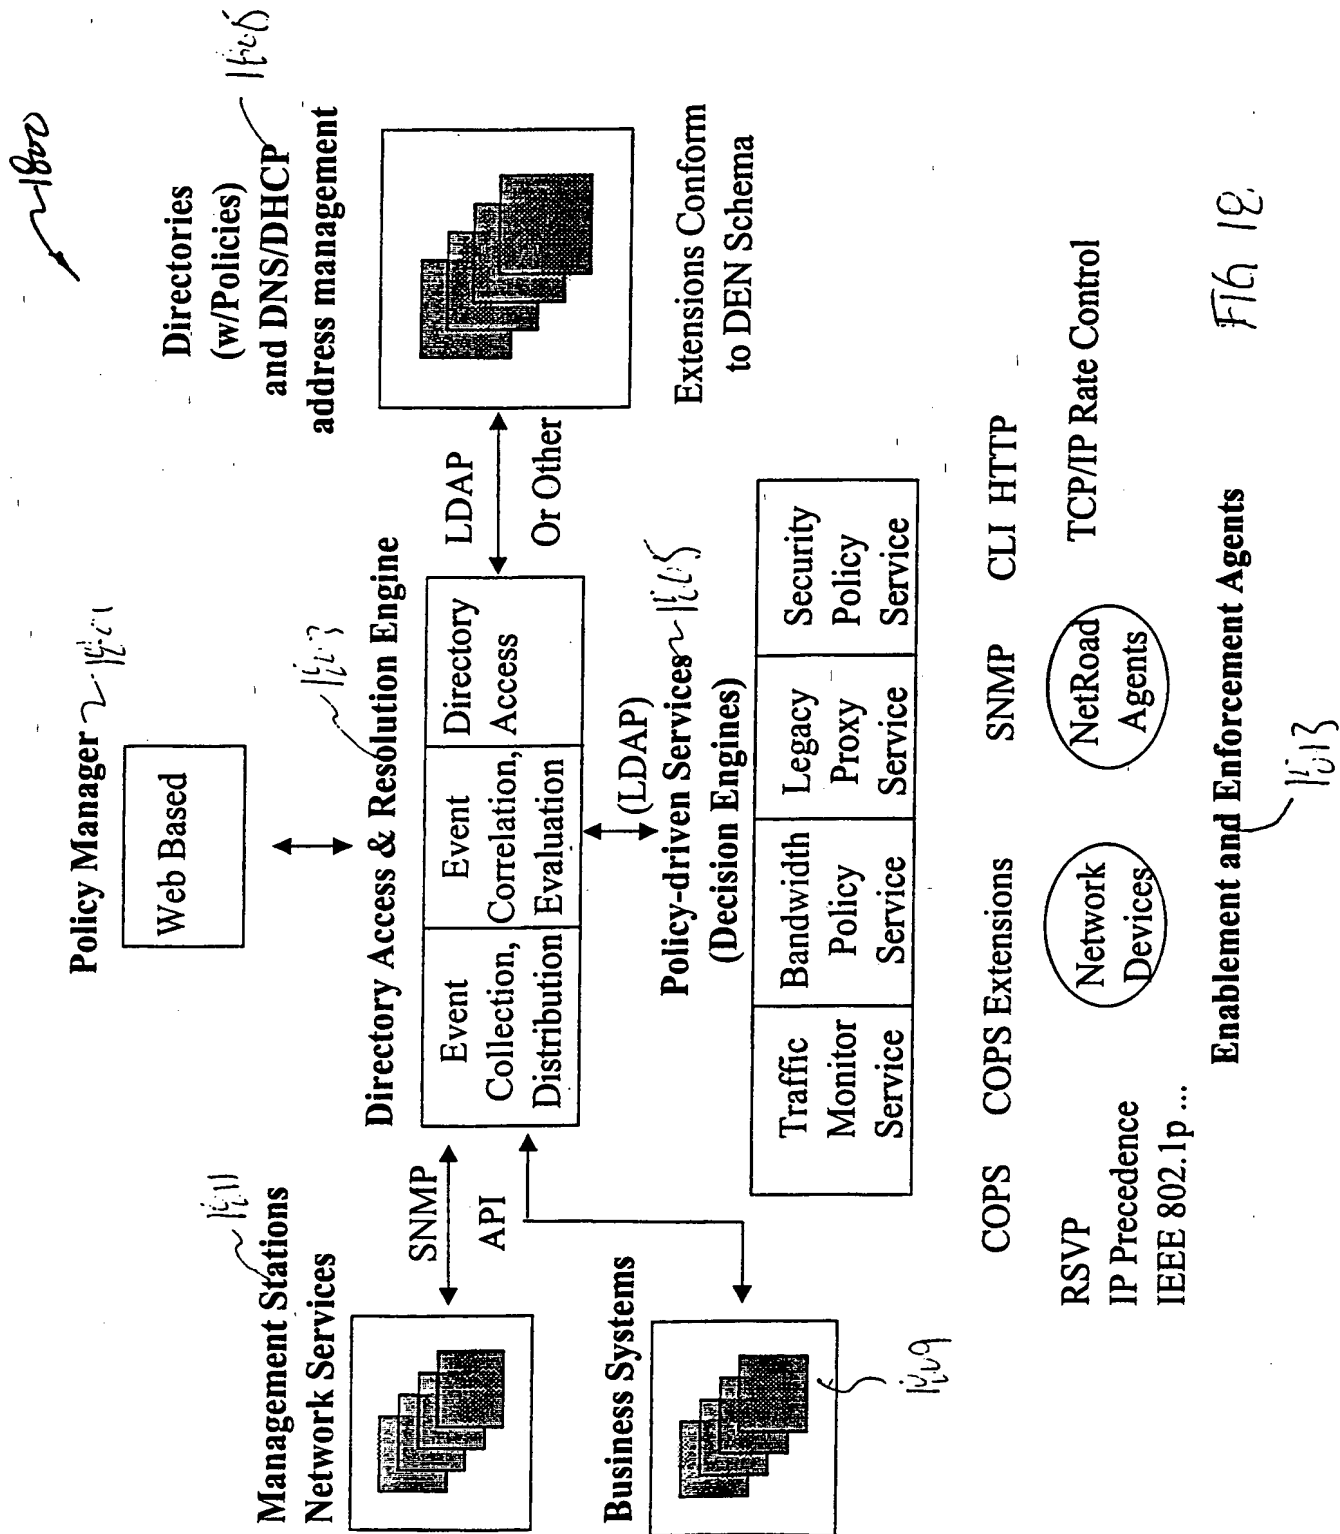 ~1800
Policy Manager
Web Based
Management Stations
Network Services
SNMP
API
Directory Access & Resolution Engine
Event
Collection,
Distribution
Event
Correlation,
Evaluation
Directory
Access
LDAP
Or Other
Directories
(w/Policies)
and DNS/DHCP
address management
Extensions Conform
to DEN Schema
Business Systems
(LDAP)
Policy-driven Services
(Decision Engines)
Traffic
Monitor
Service
Bandwidth
Policy
Service
Legacy
Proxy
Service
Security
Policy
Service
COPS COPS Extensions SNMP CLI HTTP
RSVP
IP Precedence
IEEE 802.1p ...
Network
Devices
NetRoad
Agents
TCP/IP Rate Control
Enablement and Enforcement Agents